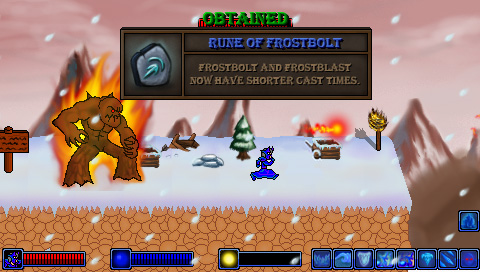 OBTAINED
RUNE OF FROSTBOLT
FROSTBOLT AND FROSTBLAST
NOW HAVE SHORTER CAST TIMES.